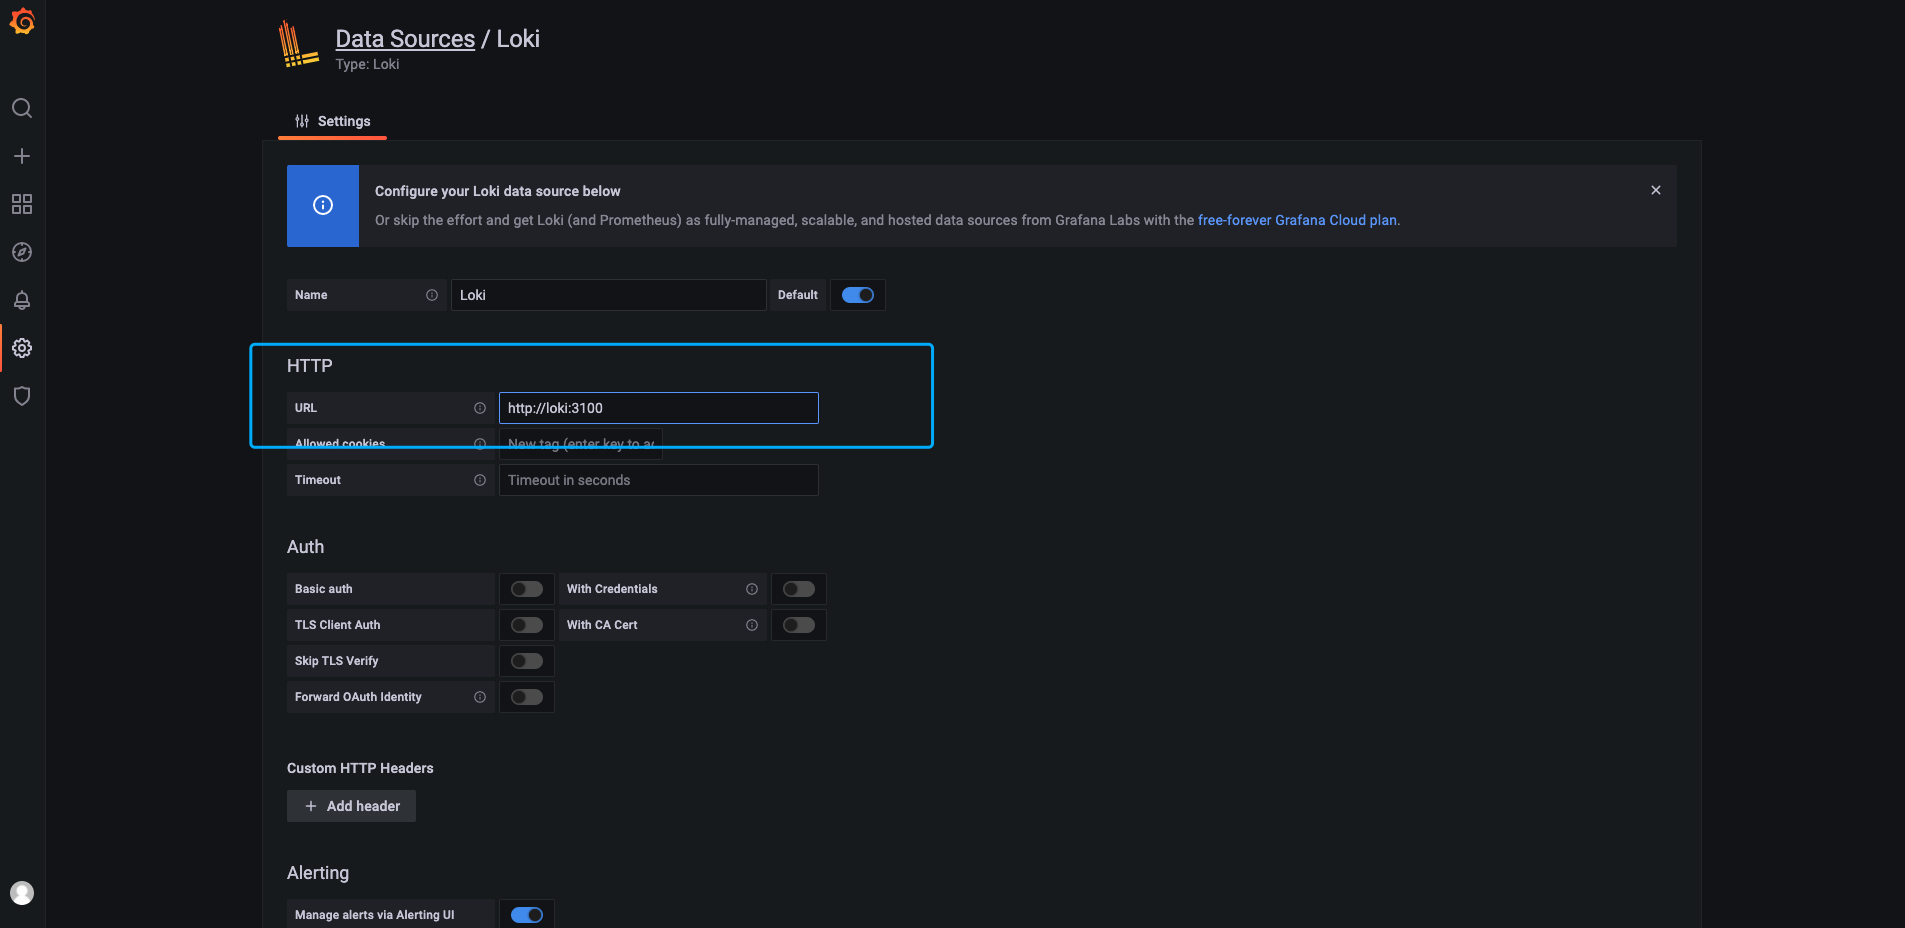 Data Sources / Loki
Type: Loki
Settings
Configure your Loki data source below
Or skip the effort and get Loki (and Prometheus) as fully-managed, scalable, and hosted data sources from Grafana Labs with the free-forever Grafana Cloud plan.
Name Loki Default
HTTP
URL http://loki:3100
Allowed cookies New tag (enter key to ac
Timeout Timeout in seconds
Auth
Basic auth With Credentials
TLS Client Auth With CA Cert
Skip TLS Verify
Forward OAuth Identity
Custom HTTP Headers
+ Add header
Alerting
Manage alerts via Alerting UI